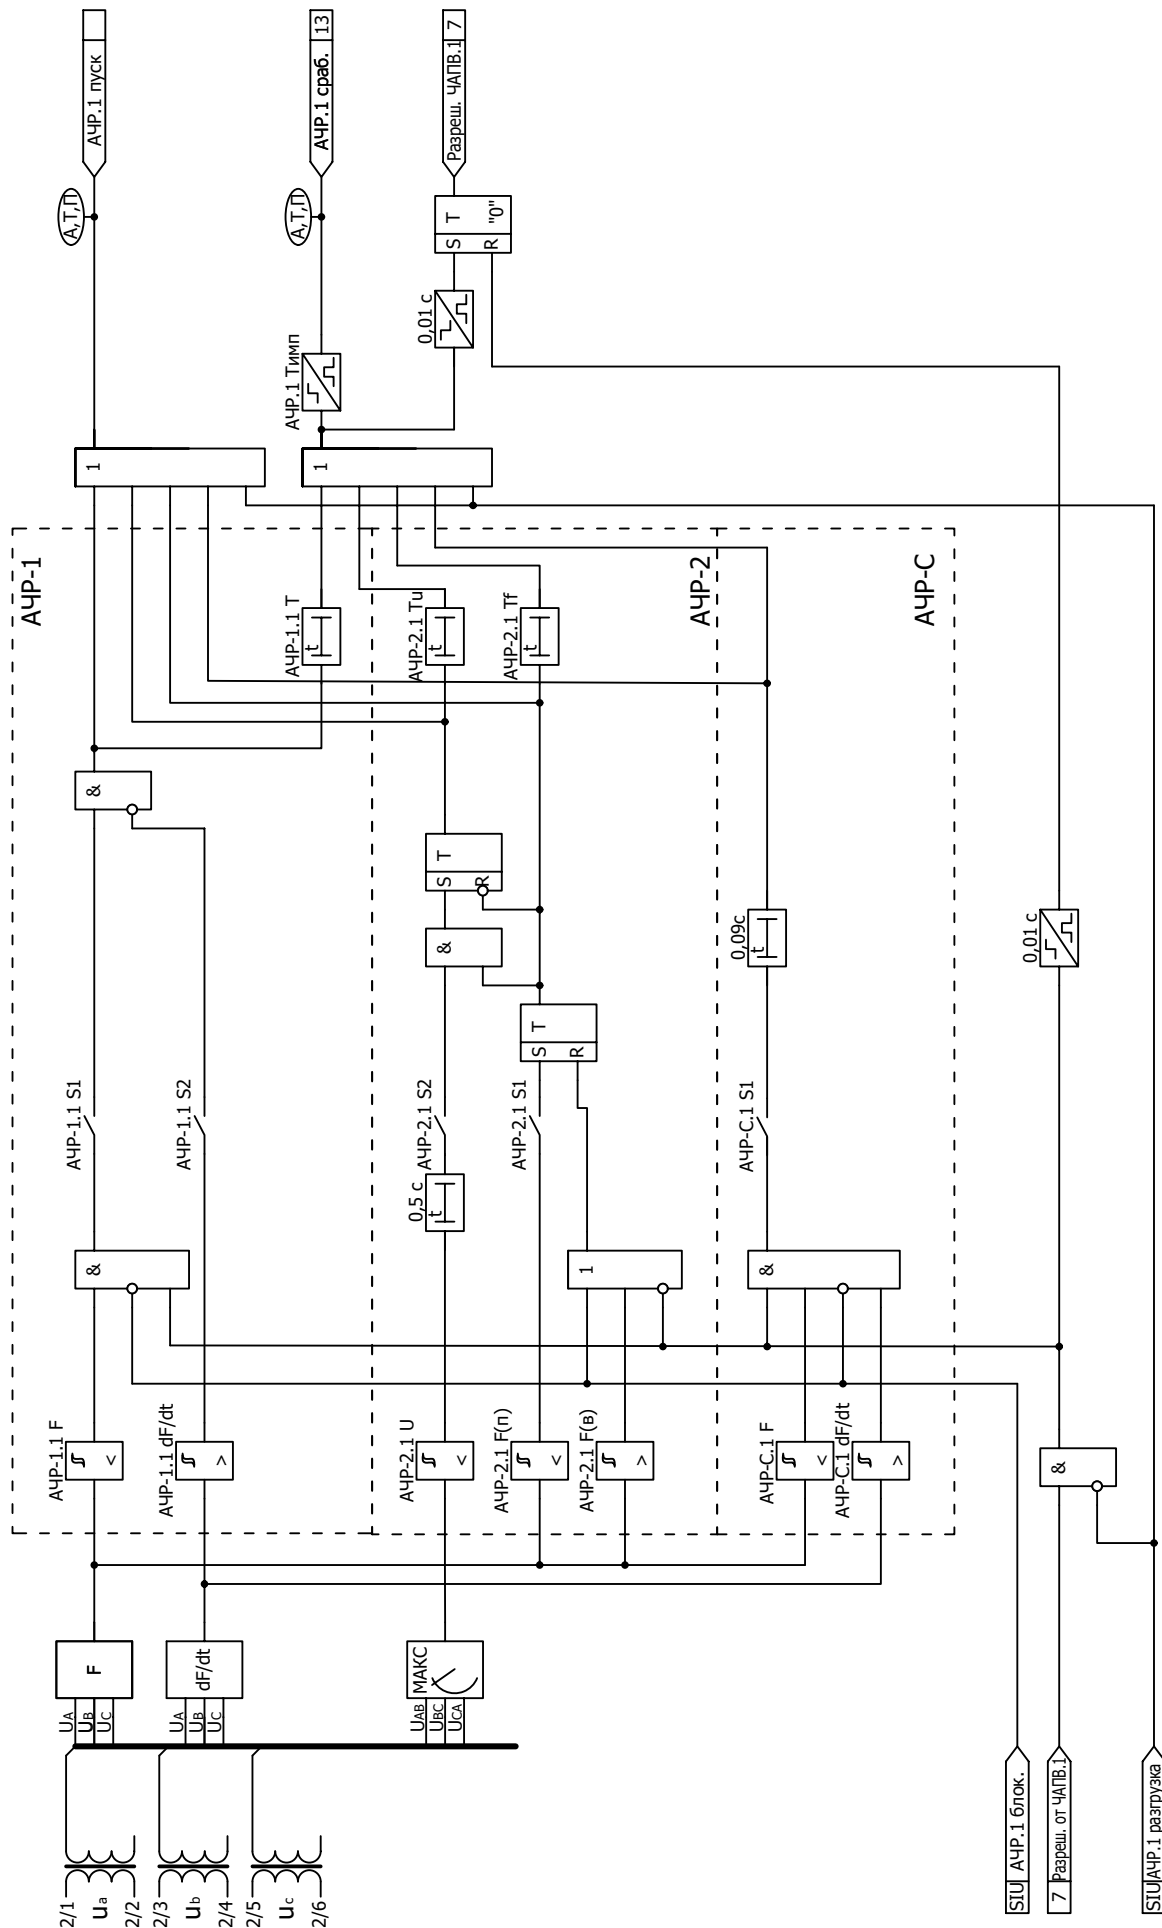 АЧР.1 пуск
АЧР.1 сраб. 13
Разреш. ЧАПВ.1 7
А,Т,П
А,Т,П
S T
R "0"
0,01 с
АЧР.1 Тимп
1
1
АЧР-1
АЧР-2
АЧР-С
АЧР-1.1 T
t
АЧР-2.1 Tu
t
АЧР-2.1 Tf
t
&
S T
R
&
0,09с
t
0,01 с
S T
R
АЧР-1.1 S1
АЧР-1.1 S2
АЧР-2.1 S2
АЧР-2.1 S1
АЧР-С.1 S1
0,5 с
t
&
1
&
АЧР-1.1 F
<
АЧР-1.1 dF/dt
>
АЧР-2.1 U
<
АЧР-2.1 F(п)
<
АЧР-2.1 F(в)
>
АЧР-С.1 F
<
АЧР-С.1 dF/dt
>
&
F
dF/dt
МАКС
UA
UB
UC
UA
UB
UC
UAB
UBC
UCA
2/1
ua
2/2
2/3
ub
2/4
2/5
uc
2/6
SIU АЧР.1 блок.
7 Разреш. от ЧАПВ.1
SIU АЧР.1 разгрузка